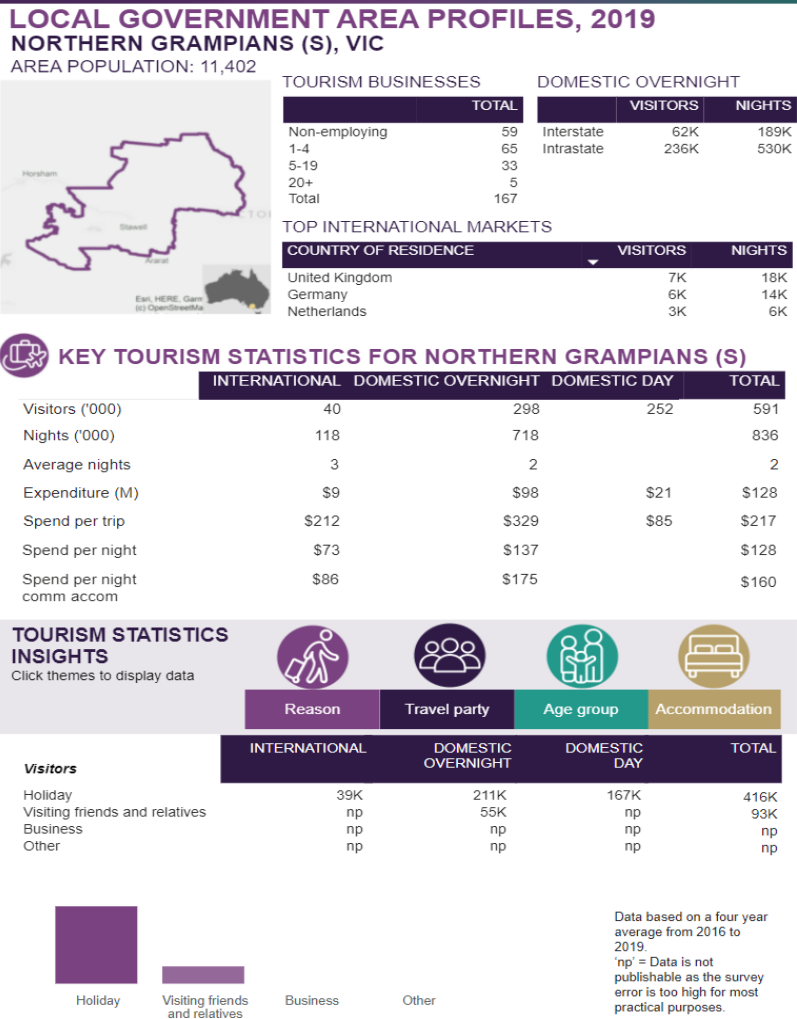 LOCAL GOVERNMENT AREA PROFILES, 2019
NORTHERN GRAMPIANS (S), VIC
AREA POPULATION: 11,402
Horsham
Stawell
Ararat
Esri, HERE, Garm
(c) OpenStreetMa
TOURISM BUSINESSES
TOTAL
Non-employing 59
1-4 65
5-19 33
20+ 5
Total 167
DOMESTIC OVERNIGHT
VISITORS NIGHTS
Interstate 62K 189K
Intrastate 236K 530K
TOP INTERNATIONAL MARKETS
COUNTRY OF RESIDENCE VISITORS NIGHTS
United Kingdom 7K 18K
Germany 6K 14K
Netherlands 3K 6K
KEY TOURISM STATISTICS FOR NORTHERN GRAMPIANS (S)
INTERNATIONAL DOMESTIC OVERNIGHT DOMESTIC DAY TOTAL
Visitors ('000) 40 298 252 591
Nights ('000) 118 718 836
Average nights 3 2 2
Expenditure (M) $9 $98 $21 $128
Spend per trip $212 $329 $85 $217
Spend per night $73 $137 $128
Spend per night
comm accom $86 $175 $160
TOURISM STATISTICS
INSIGHTS
Click themes to display data
Reason Travel party Age group Accommodation
INTERNATIONAL DOMESTIC OVERNIGHT DOMESTIC DAY TOTAL
Visitors
Holiday 39K 211K 167K 416K
Visiting friends and relatives np 55K np 93K
Business np np np np
Other np np np np
Holiday
Visiting friends
and relatives
Business
Other
Data based on a four year
average from 2016 to
2019.
'np' = Data is not
publishable as the survey
error is too high for most
practical purposes.